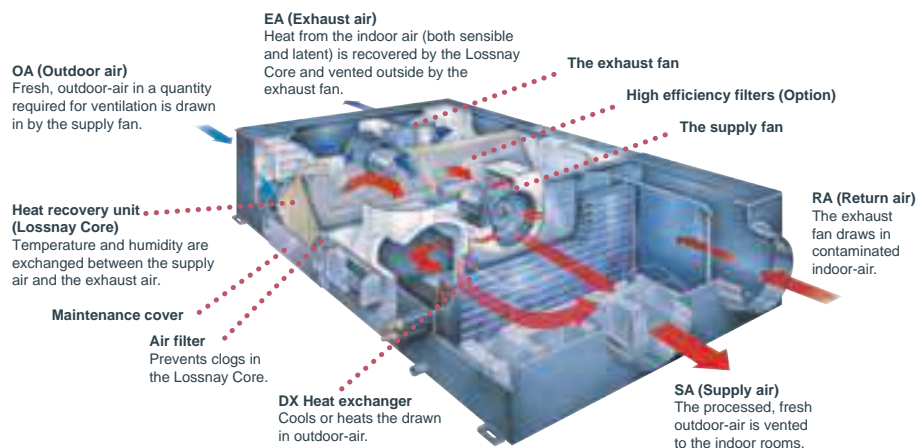 EA (Exhaust air)
Heat from the indoor air (both sensible
and latent) is recovered by the Lossnay
Core and vented outside by the
exhaust fan.
OA (Outdoor air)
Fresh, outdoor-air in a quantity
required for ventilation is drawn
in by the supply fan.
The exhaust fan
High efficiency filters (Option)
The supply fan
Heat recovery unit
(Lossnay Core)
Temperature and humidity are
exchanged between the supply
air and the exhaust air.
RA (Return air)
The exhaust
fan draws in
contaminated
indoor-air.
Maintenance cover
Air filter
Prevents clogs in
the Lossnay Core.
DX Heat exchanger
Cools or heats the drawn
in outdoor-air.
SA (Supply air)
The processed, fresh
outdoor-air is vented
to the indoor rooms.